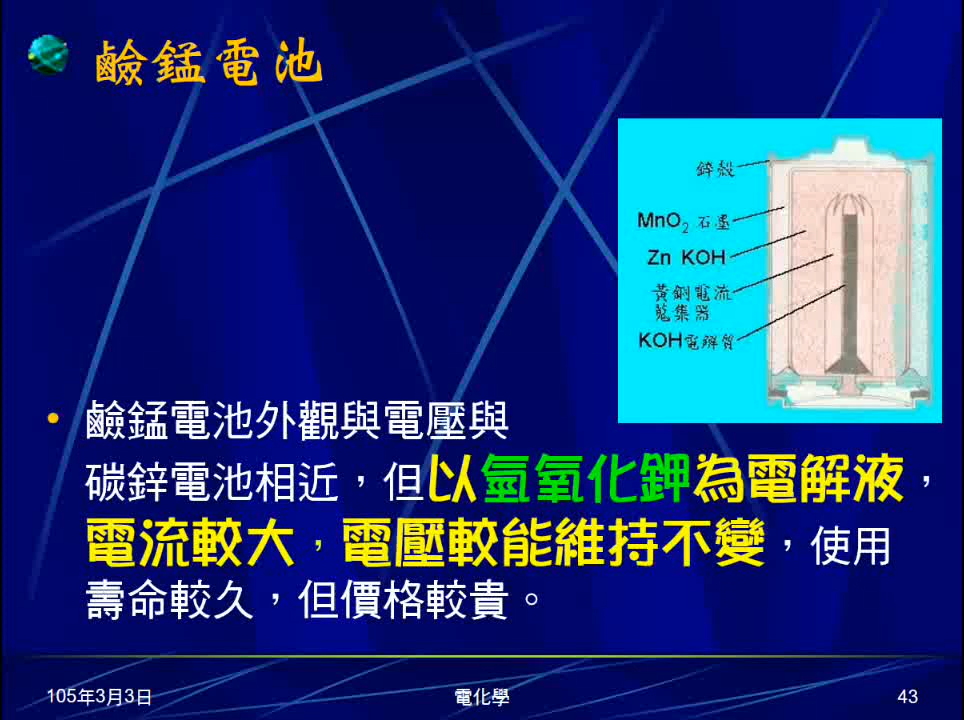 鹼錳電池
鋅殼
MnO₂ 石墨
Zn KOH
黃銅電流
蒐集器
KOH電解質
• 鹼錳電池外觀與電壓與
碳鋅電池相近，但以氫氧化鉀為電解液，
電流較大，電壓較能維持不變，使用
壽命較久，但價格較貴。
105年3月3日
電化學
43